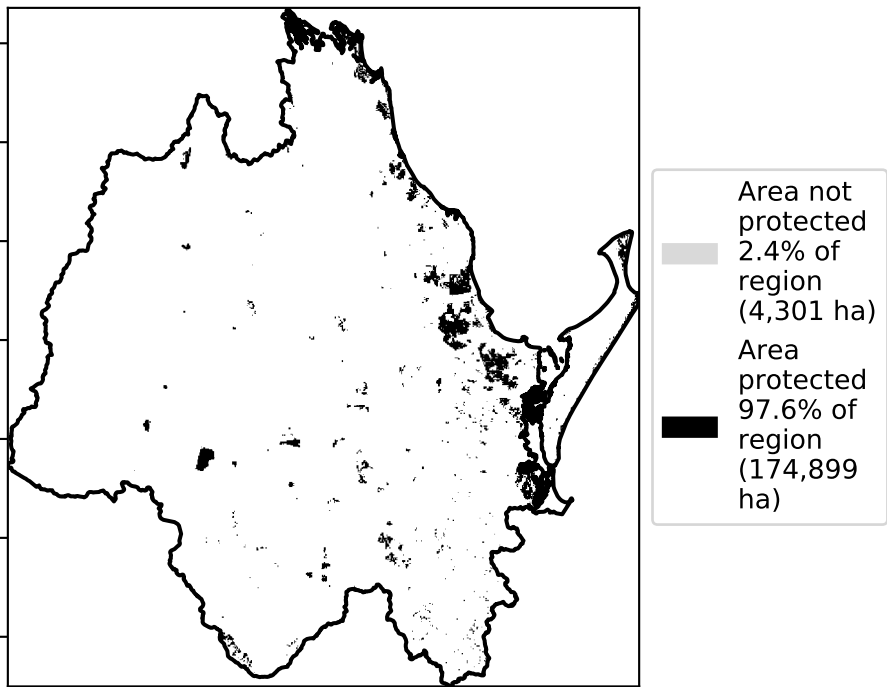 Area not
protected
2.4% of
region
(4,301 ha)
Area
protected
97.6% of
region
(174,899
ha)